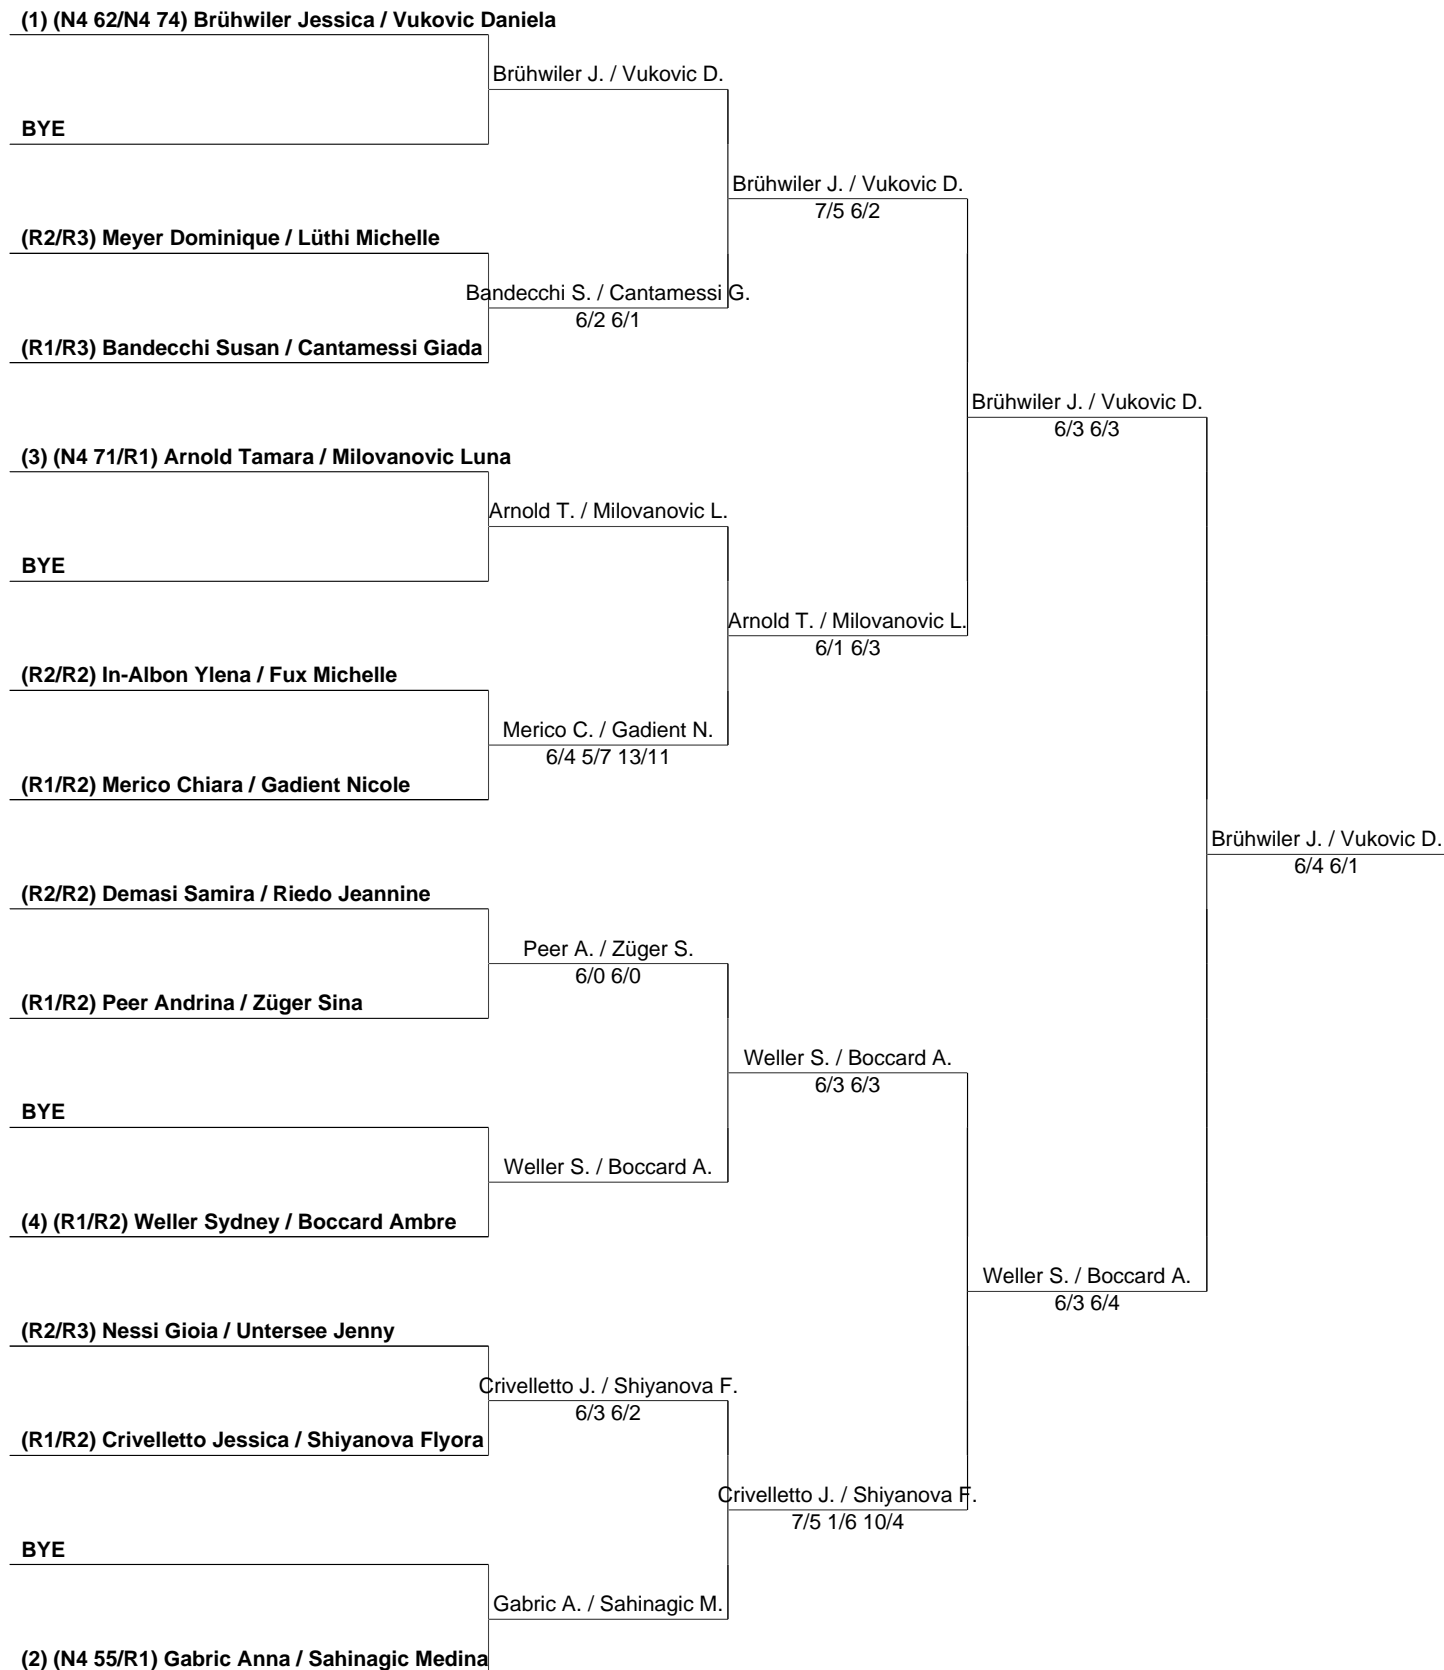 (1) (N4 62/N4 74) Brühwiler Jessica / Vukovic Daniela
Brühwiler J. / Vukovic D.
BYE
Brühwiler J. / Vukovic D.
7/5 6/2
(R2/R3) Meyer Dominique / Lüthi Michelle
Bandecchi S. / Cantamessi G.
6/2 6/1
(R1/R3) Bandecchi Susan / Cantamessi Giada
Brühwiler J. / Vukovic D.
6/3 6/3
(3) (N4 71/R1) Arnold Tamara / Milovanovic Luna
Arnold T. / Milovanovic L.
BYE
Arnold T. / Milovanovic L.
6/1 6/3
(R2/R2) In-Albon Ylena / Fux Michelle
Merico C. / Gadient N.
6/4 5/7 13/11
(R1/R2) Merico Chiara / Gadient Nicole
Brühwiler J. / Vukovic D.
6/4 6/1
(R2/R2) Demasi Samira / Riedo Jeannine
Peer A. / Züger S.
6/0 6/0
(R1/R2) Peer Andrina / Züger Sina
Weller S. / Boccard A.
6/3 6/3
BYE
Weller S. / Boccard A.
(4) (R1/R2) Weller Sydney / Boccard Ambre
Weller S. / Boccard A.
6/3 6/4
(R2/R3) Nessi Gioia / Untersee Jenny
Crivelletto J. / Shiyanova F.
6/3 6/2
(R1/R2) Crivelletto Jessica / Shiyanova Flyora
Crivelletto J. / Shiyanova F.
7/5 1/6 10/4
BYE
Gabric A. / Sahinagic M.
(2) (N4 55/R1) Gabric Anna / Sahinagic Medina